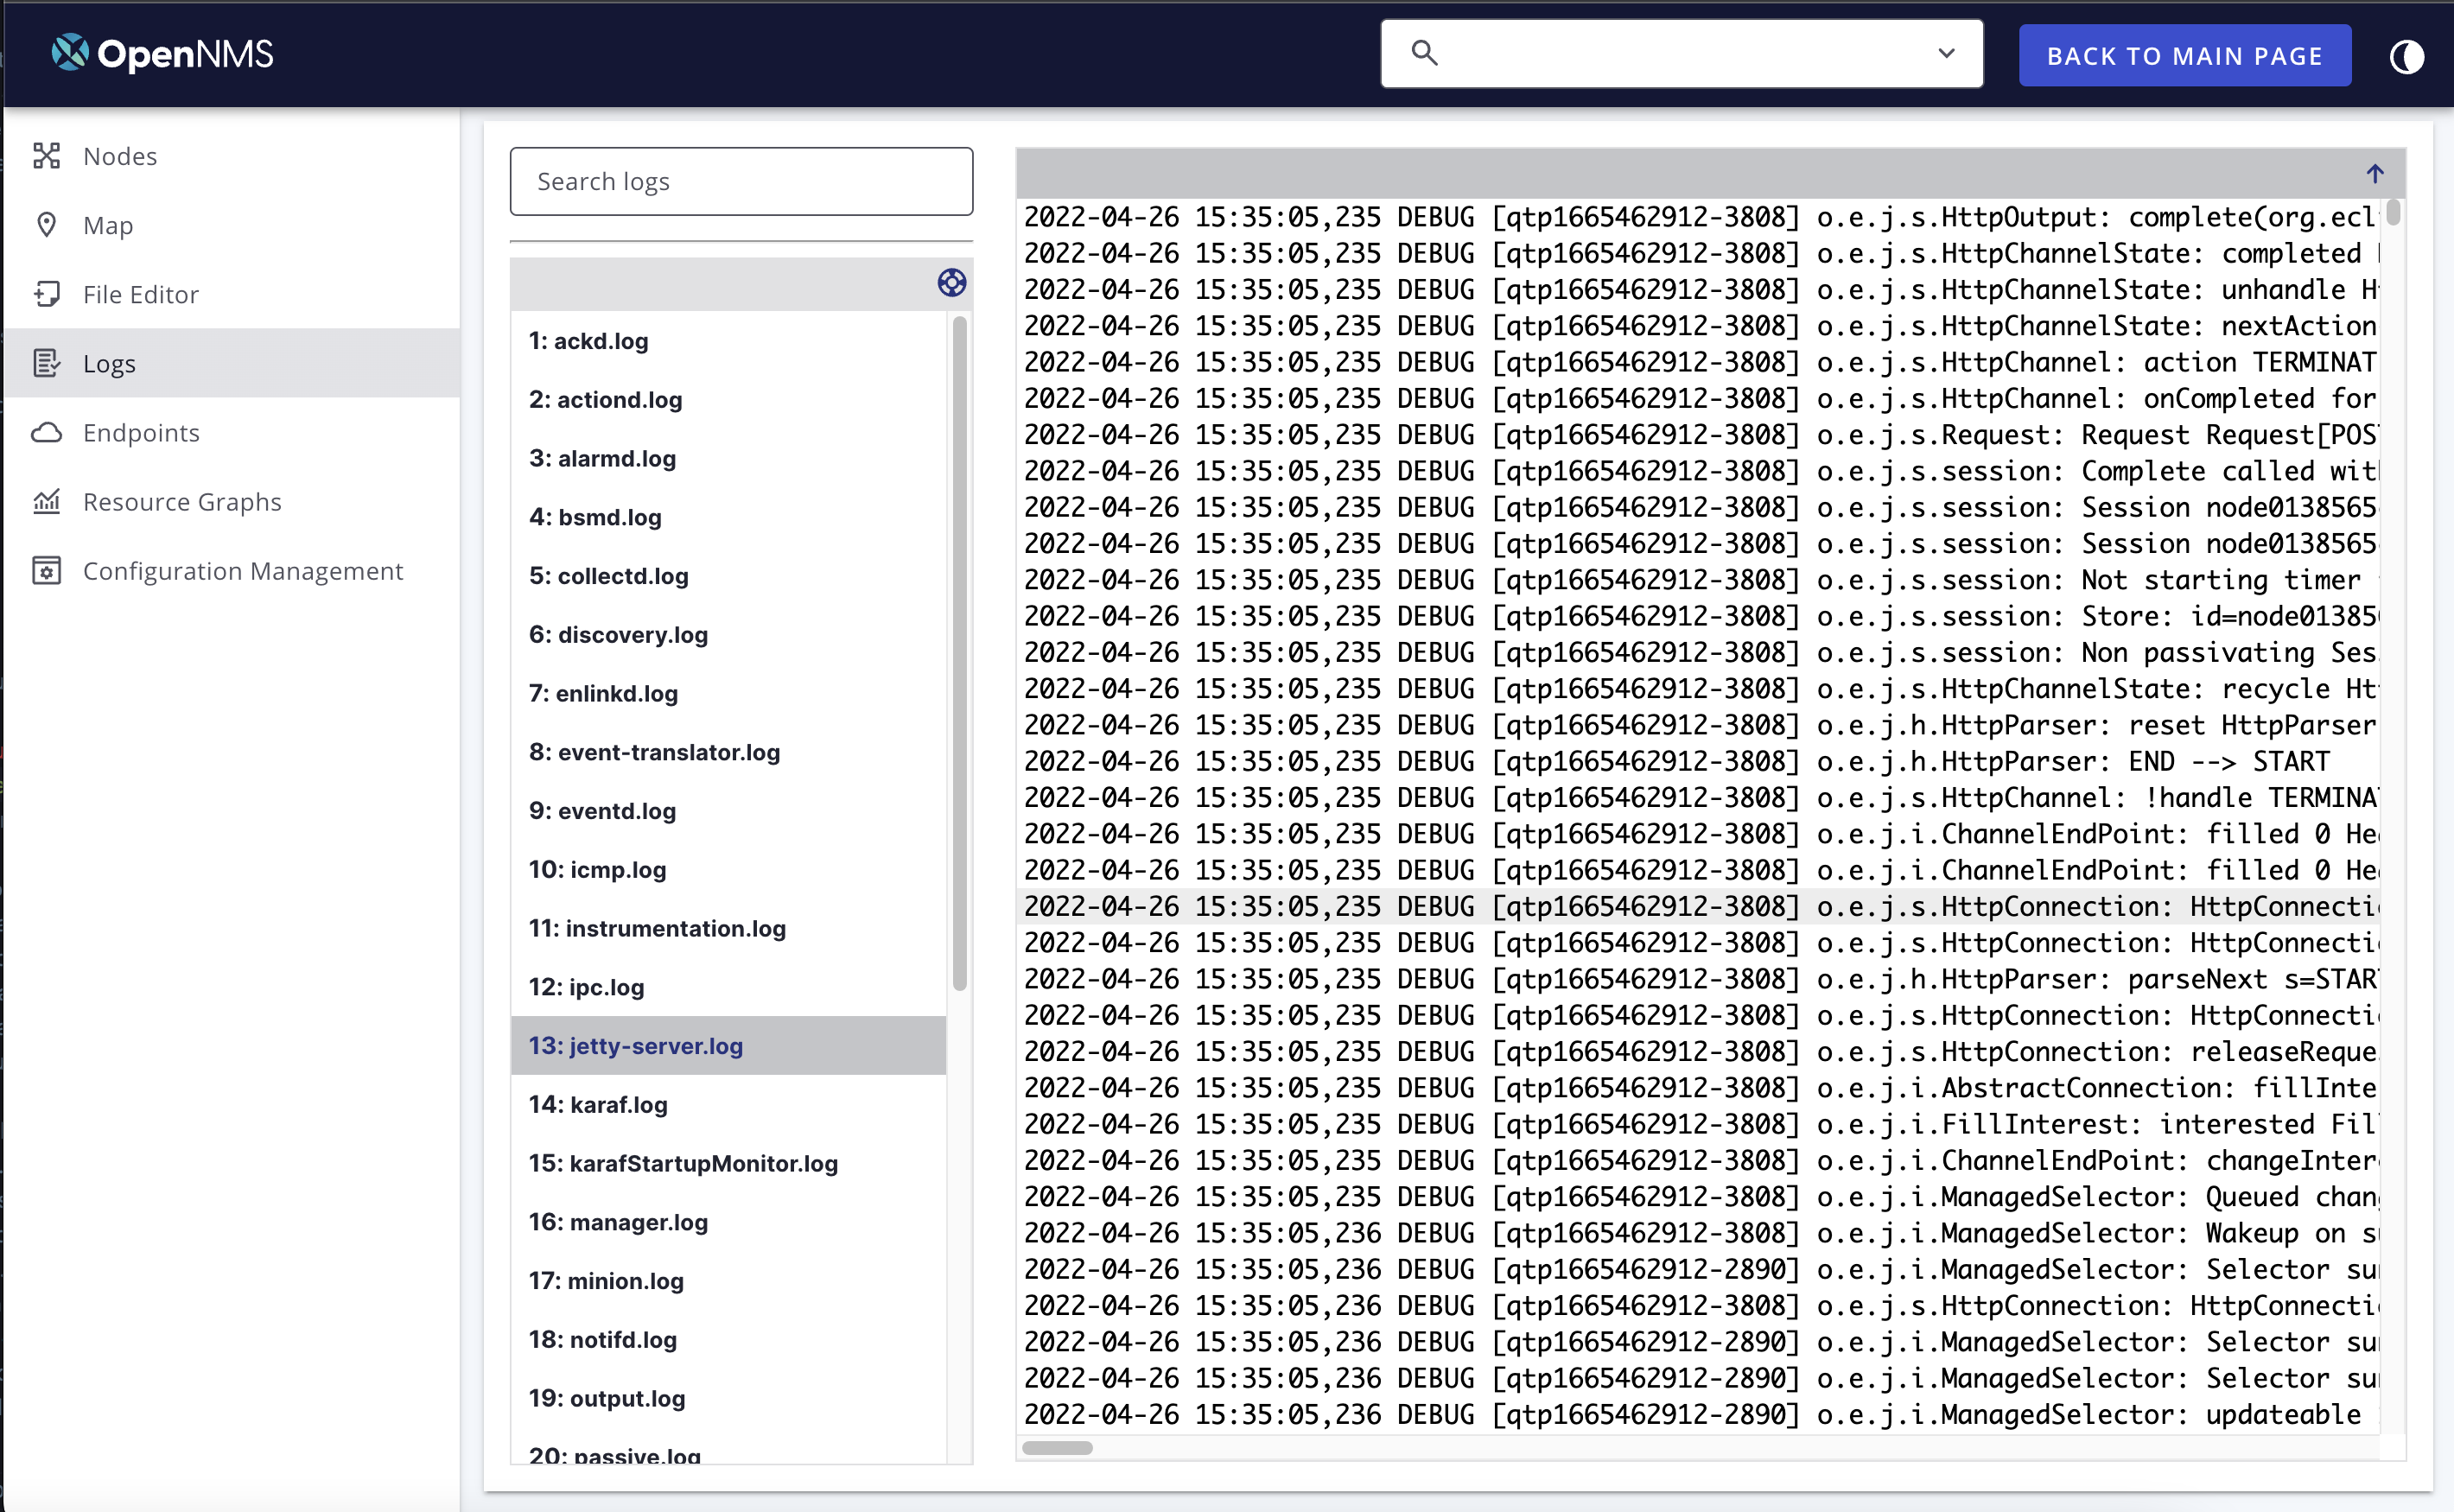 OpenNMS
BACK TO MAIN PAGE
Nodes
Map
File Editor
Logs
Endpoints
Resource Graphs
Configuration Management
Search logs
1: ackd.log
2: actiond.log
3: alarmd.log
4: bsmd.log
5: collectd.log
6: discovery.log
7: enlinkd.log
8: event-translator.log
9: eventd.log
10: icmp.log
11: instrumentation.log
12: ipc.log
13: jetty-server.log
14: karaf.log
15: karafStartupMonitor.log
16: manager.log
17: minion.log
18: notifd.log
19: output.log
20: passive.log
2022-04-26 15:35:05,235 DEBUG [qtp1665462912-3808] o.e.j.s.HttpOutput: complete(org.ecl
2022-04-26 15:35:05,235 DEBUG [qtp1665462912-3808] o.e.j.s.HttpChannelState: completed
2022-04-26 15:35:05,235 DEBUG [qtp1665462912-3808] o.e.j.s.HttpChannelState: unhandle H
2022-04-26 15:35:05,235 DEBUG [qtp1665462912-3808] o.e.j.s.HttpChannelState: nextAction
2022-04-26 15:35:05,235 DEBUG [qtp1665462912-3808] o.e.j.s.HttpChannel: action TERMINAT
2022-04-26 15:35:05,235 DEBUG [qtp1665462912-3808] o.e.j.s.HttpChannel: onCompleted for
2022-04-26 15:35:05,235 DEBUG [qtp1665462912-3808] o.e.j.s.Request: Request Request[POS
2022-04-26 15:35:05,235 DEBUG [qtp1665462912-3808] o.e.j.s.session: Complete called wit
2022-04-26 15:35:05,235 DEBUG [qtp1665462912-3808] o.e.j.s.session: Session node0138565
2022-04-26 15:35:05,235 DEBUG [qtp1665462912-3808] o.e.j.s.session: Session node0138565
2022-04-26 15:35:05,235 DEBUG [qtp1665462912-3808] o.e.j.s.session: Not starting timer
2022-04-26 15:35:05,235 DEBUG [qtp1665462912-3808] o.e.j.s.session: Store: id=node01385
2022-04-26 15:35:05,235 DEBUG [qtp1665462912-3808] o.e.j.s.session: Non passivating Ses
2022-04-26 15:35:05,235 DEBUG [qtp1665462912-3808] o.e.j.s.HttpChannelState: recycle Ht
2022-04-26 15:35:05,235 DEBUG [qtp1665462912-3808] o.e.j.h.HttpParser: reset HttpParser
2022-04-26 15:35:05,235 DEBUG [qtp1665462912-3808] o.e.j.h.HttpParser: END --> START
2022-04-26 15:35:05,235 DEBUG [qtp1665462912-3808] o.e.j.s.HttpChannel: !handle TERMINA
2022-04-26 15:35:05,235 DEBUG [qtp1665462912-3808] o.e.j.i.ChannelEndPoint: filled 0 He
2022-04-26 15:35:05,235 DEBUG [qtp1665462912-3808] o.e.j.i.ChannelEndPoint: filled 0 He
2022-04-26 15:35:05,235 DEBUG [qtp1665462912-3808] o.e.j.s.HttpConnection: HttpConnecti
2022-04-26 15:35:05,235 DEBUG [qtp1665462912-3808] o.e.j.s.HttpConnection: HttpConnecti
2022-04-26 15:35:05,235 DEBUG [qtp1665462912-3808] o.e.j.h.HttpParser: parseNext s=STAR
2022-04-26 15:35:05,235 DEBUG [qtp1665462912-3808] o.e.j.s.HttpConnection: HttpConnecti
2022-04-26 15:35:05,235 DEBUG [qtp1665462912-3808] o.e.j.s.HttpConnection: releaseReque
2022-04-26 15:35:05,235 DEBUG [qtp1665462912-3808] o.e.j.i.AbstractConnection: fillInte
2022-04-26 15:35:05,235 DEBUG [qtp1665462912-3808] o.e.j.i.FillInterest: interested Fil
2022-04-26 15:35:05,235 DEBUG [qtp1665462912-3808] o.e.j.i.ChannelEndPoint: changeInter
2022-04-26 15:35:05,235 DEBUG [qtp1665462912-3808] o.e.j.i.ManagedSelector: Queued chan
2022-04-26 15:35:05,236 DEBUG [qtp1665462912-3808] o.e.j.i.ManagedSelector: Wakeup on s
2022-04-26 15:35:05,236 DEBUG [qtp1665462912-2890] o.e.j.i.ManagedSelector: Selector su
2022-04-26 15:35:05,236 DEBUG [qtp1665462912-3808] o.e.j.s.HttpConnection: HttpConnecti
2022-04-26 15:35:05,236 DEBUG [qtp1665462912-2890] o.e.j.i.ManagedSelector: Selector su
2022-04-26 15:35:05,236 DEBUG [qtp1665462912-2890] o.e.j.i.ManagedSelector: Selector su
2022-04-26 15:35:05,236 DEBUG [qtp1665462912-2890] o.e.j.i.ManagedSelector: updateable